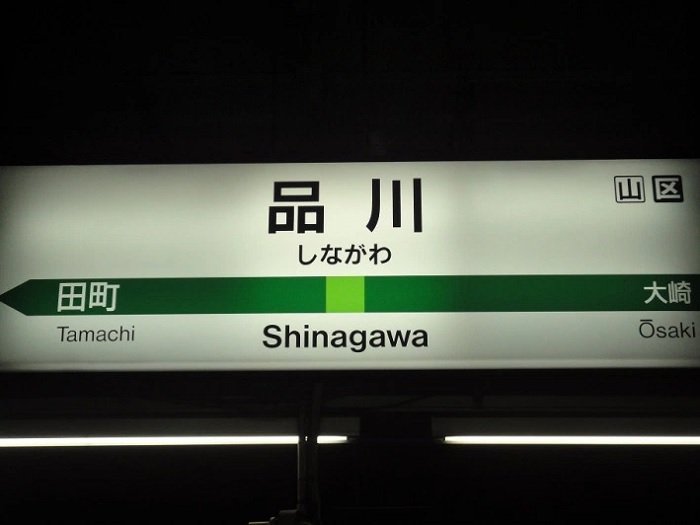 品川
山 区
しながわ
田町 大崎
Tamachi Shinagawa Ōsaki